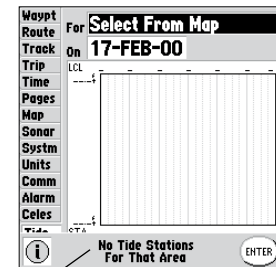 Waypt
Route
Track
Trip
Time
Pages
Map
Sonar
Systm
Units
Comm
Alarm
Celes
Tide
For Select From Map
On 17-FEB-00
LCL
STA
i
No Tide Stations
For That Area
ENTER